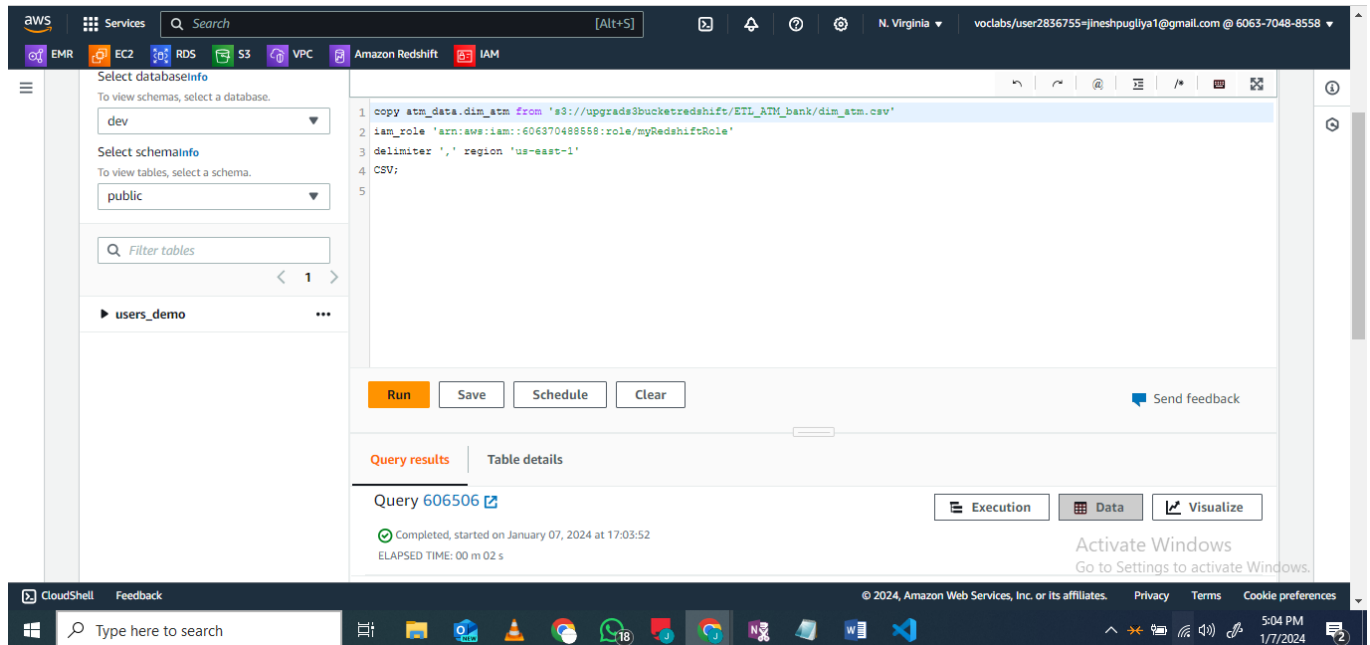 aws Services Search [Alt+S] N. Virginia voclabs/user2836755=jineshpugliya1@gmail.com @ 6063-7048-8558
EMR EC2 RDS S3 VPC Amazon Redshift IAM
Select databaseInfo
To view schemas, select a database.
dev
Select schemaInfo
To view tables, select a schema.
public
Filter tables
1
users_demo
1 copy atm_data.dim_atm from 's3://upgrads3bucketredshift/ETL_ATM_bank/dim_atm.csv'
2 iam_role 'arn:aws:iam::606370488558:role/myRedshiftRole'
3 delimiter ',' region 'us-east-1'
4 CSV;
5
Run Save Schedule Clear
Send feedback
Query results Table details
Query 606506
Execution Data Visualize
Completed, started on January 07, 2024 at 17:03:52
ELAPSED TIME: 00 m 02 s
Activate Windows
Go to Settings to activate Windows.
CloudShell Feedback © 2024, Amazon Web Services, Inc. or its affiliates. Privacy Terms Cookie preferences
Type here to search
18
5:04 PM
1/7/2024
2